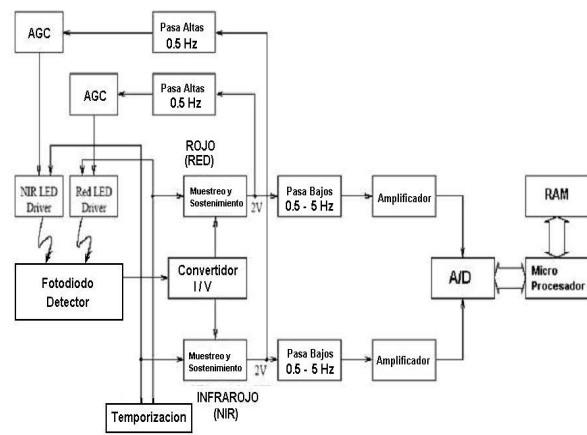 AGC
Pasa Altas
0.5 Hz
AGC
Pasa Altas
0.5 Hz
ROJO
(RED)
NIR LED
Driver
Red LED
Driver
Muestreo y
Sostenimiento
2V
Pasa Bajos
0.5 - 5 Hz
Amplificador
RAM
Fotodiodo
Detector
Convertidor
I / V
A/D
Micro
Procesador
Muestreo y
Sostenimiento
2V
Pasa Bajos
0.5 - 5 Hz
Amplificador
INFRAROJO
(NIR)
Temporizacion